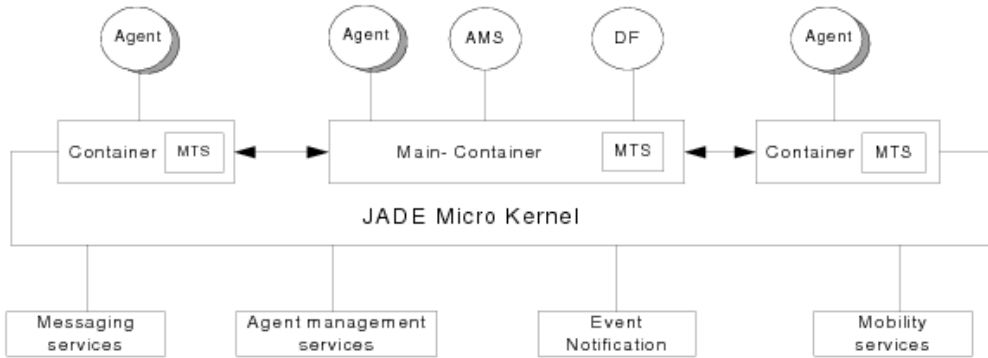 Agent
Agent
AMS
DF
Agent
Container
MTS
Main- Container
MTS
Container
MTS
JADE Micro Kernel
Messaging
services
Agent management
services
Event
Notification
Mobility
services